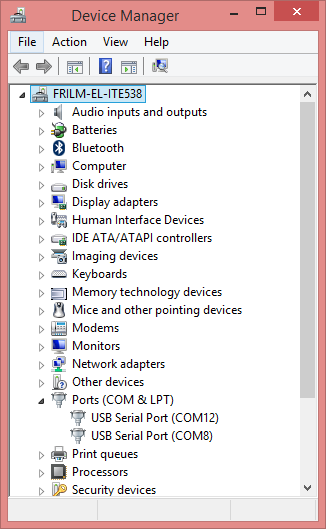 Device Manager
File Action View Help
FRILM-EL-ITE538
Audio inputs and outputs
Batteries
Bluetooth
Computer
Disk drives
Display adapters
Human Interface Devices
IDE ATA/ATAPI controllers
Imaging devices
Keyboards
Memory technology devices
Mice and other pointing devices
Modems
Monitors
Network adapters
Other devices
Ports (COM & LPT)
USB Serial Port (COM12)
USB Serial Port (COM8)
Print queues
Processors
Security devices